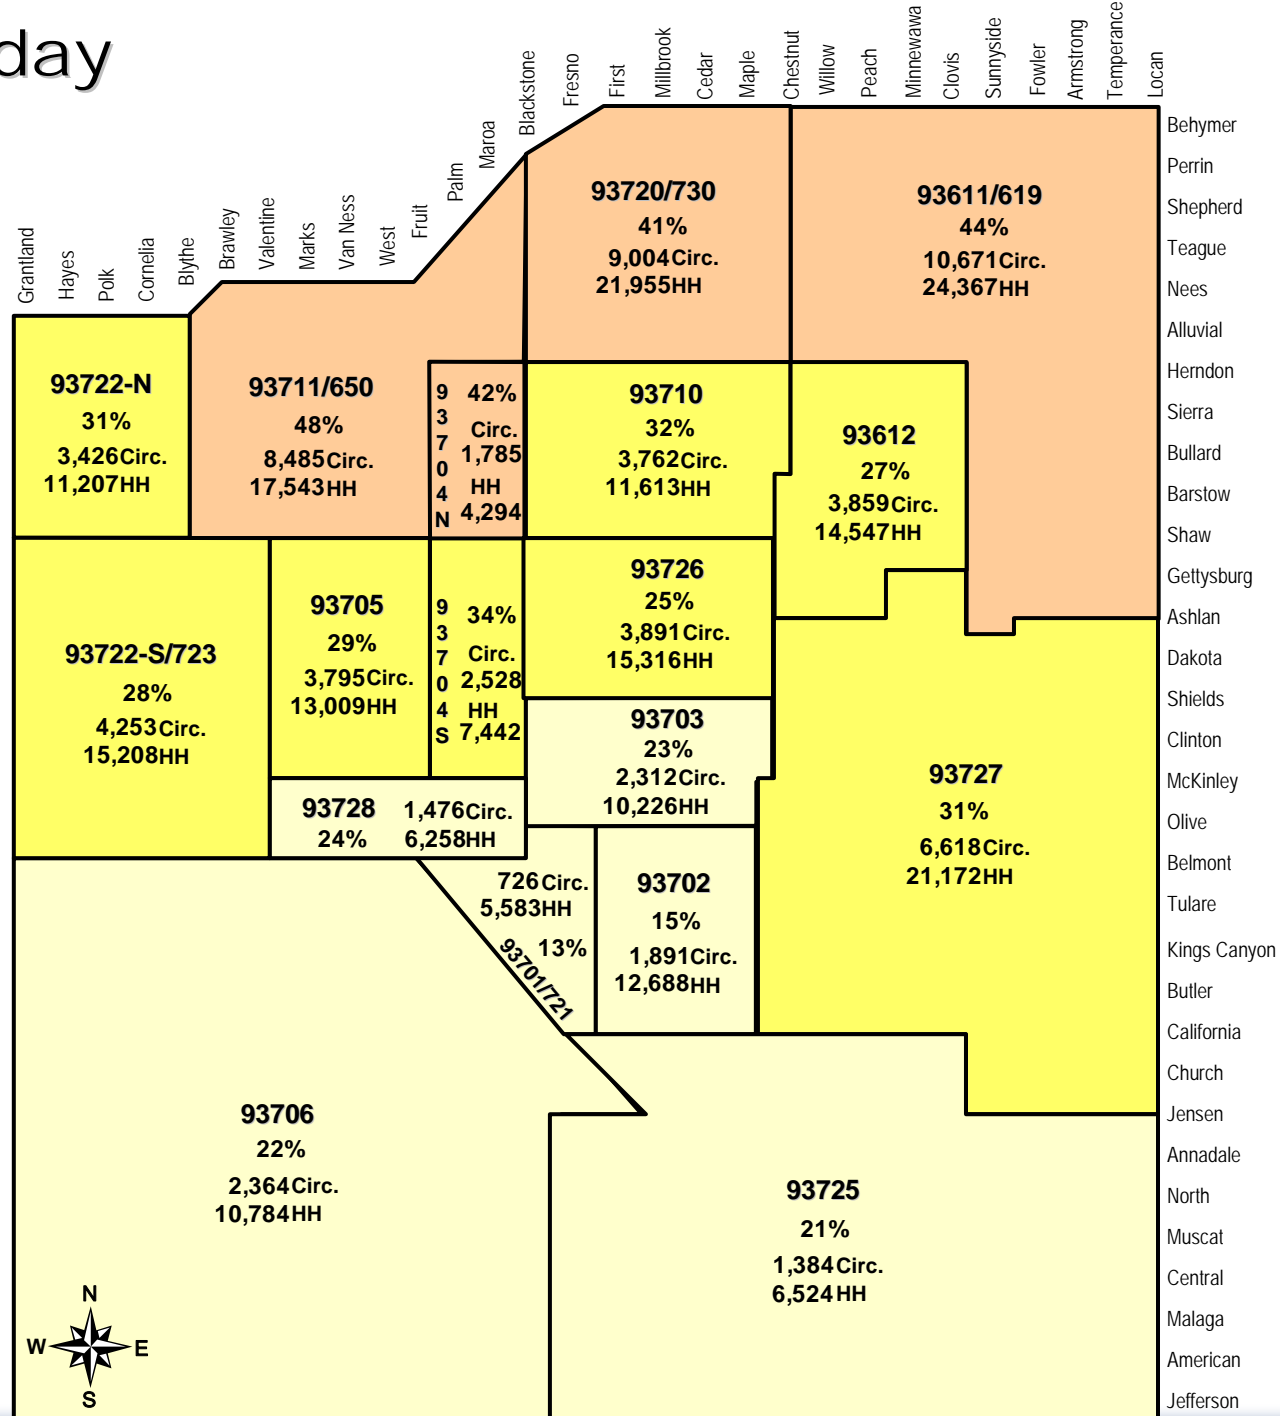 day
Grantland
Hayes
Polk
Cornelia
Blythe
Brawley
Valentine
Marks
Van Ness
West
Fruit
Palm
Maroa
Blackstone
Fresno
First
Millbrook
Cedar
Maple
Chestnut
Willow
Peach
Minnewawa
Clovis
Sunnyside
Fowler
Armstrong
Temperance
Locan
Behymer
Perrin
Shepherd
Teague
Nees
Alluvial
Herndon
Sierra
Bullard
Barstow
Shaw
Gettysburg
Ashlan
Dakota
Shields
Clinton
McKinley
Olive
Belmont
Tulare
Kings Canyon
Butler
California
Church
Jensen
Annadale
North
Muscat
Central
Malaga
American
Jefferson
93720/730
41%
9,004Circ.
21,955HH
93611/619
44%
10,671Circ.
24,367HH
93722-N
31%
3,426Circ.
11,207HH
93711/650
48%
8,485Circ.
17,543HH
93704N
42%
Circ.
1,785
HH
4,294
93710
32%
3,762Circ.
11,613HH
93612
27%
3,859Circ.
14,547HH
93722-S/723
28%
4,253Circ.
15,208HH
93705
29%
3,795Circ.
13,009HH
93704S
34%
Circ.
2,528
HH
7,442
93726
25%
3,891Circ.
15,316HH
93703
23%
2,312Circ.
10,226HH
93727
31%
6,618Circ.
21,172HH
93728 1,476Circ.
24% 6,258HH
726Circ.
5,583HH
13%
93701/721
93702
15%
1,891Circ.
12,688HH
93706
22%
2,364Circ.
10,784HH
93725
21%
1,384Circ.
6,524HH
N
W E
S